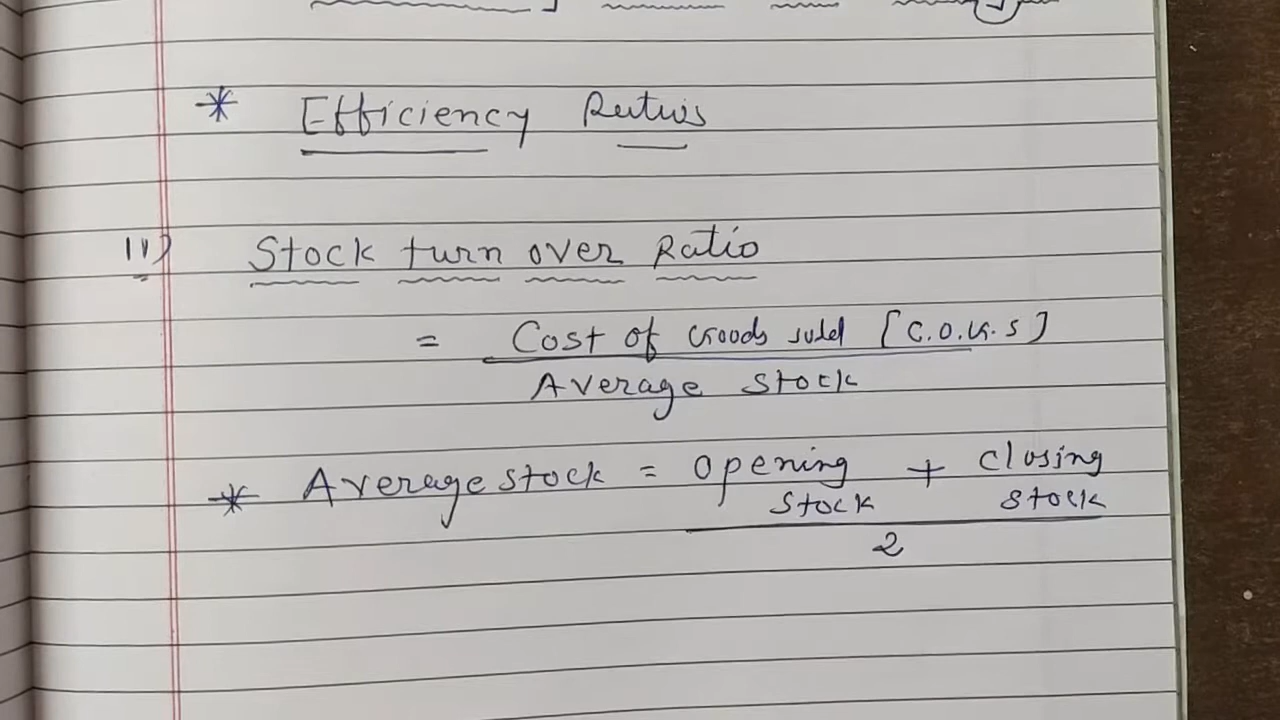 * Efficiency Ratios
11) Stock turn over Ratio
= Cost of Goods sold [C.O.G.S]
Average Stock
* Average stock = Opening stock + closing stock
2